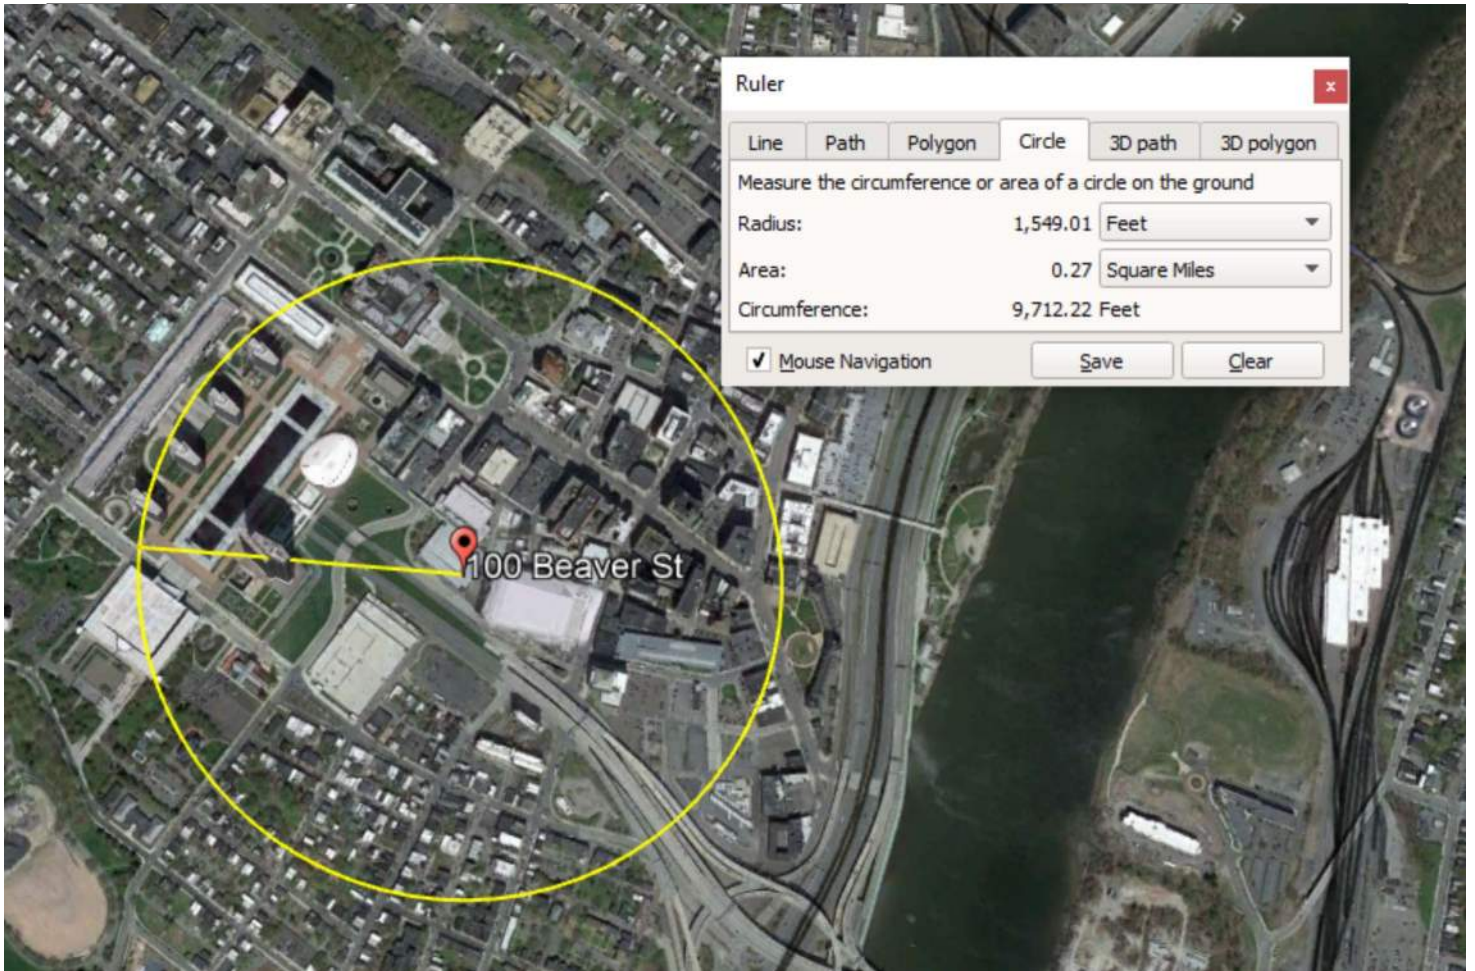 Ruler
x
Line Path Polygon Circle 3D path 3D polygon
Measure the circumference or area of a circle on the ground
Radius: 1,549.01 Feet
Area: 0.27 Square Miles
Circumference: 9,712.22 Feet
Mouse Navigation Save Clear
100 Beaver St